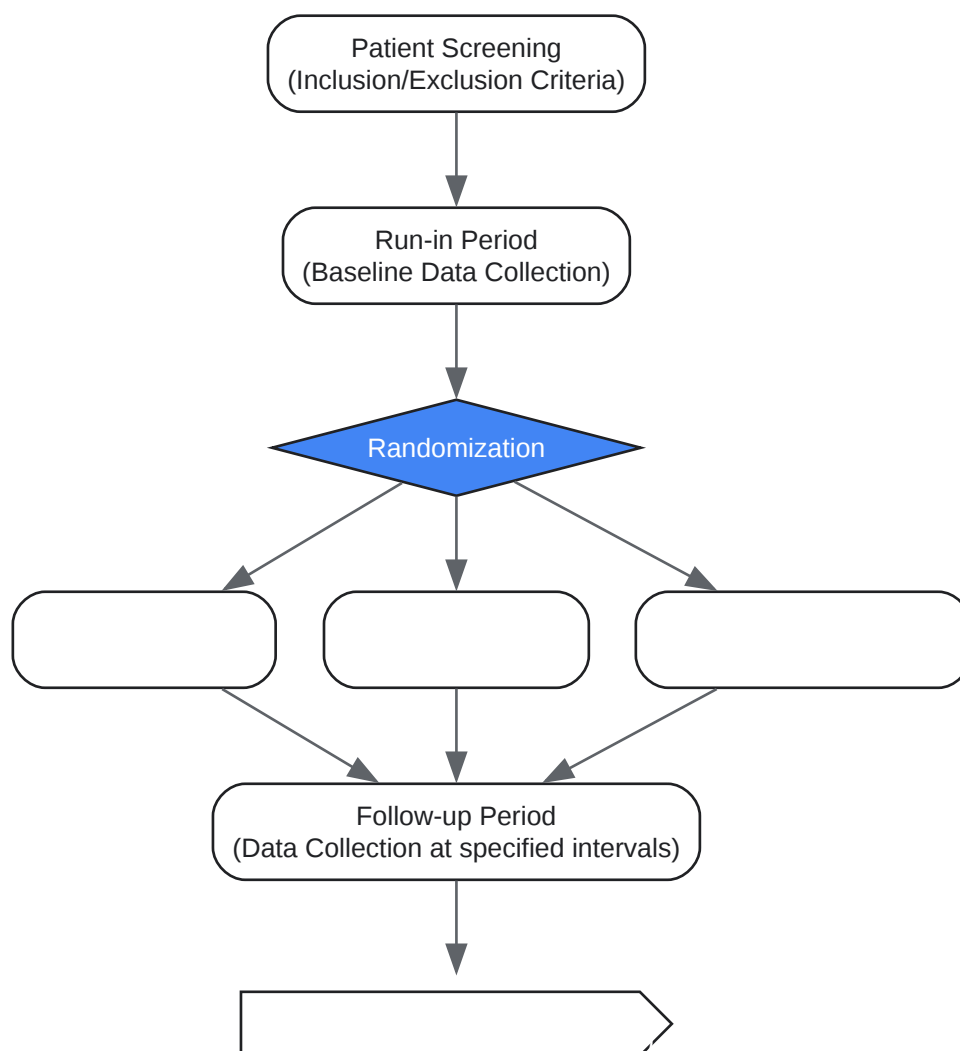 Patient Screening
(Inclusion/Exclusion Criteria)
Run-in Period
(Baseline Data Collection)
Randomization
Follow-up Period
(Data Collection at specified intervals)